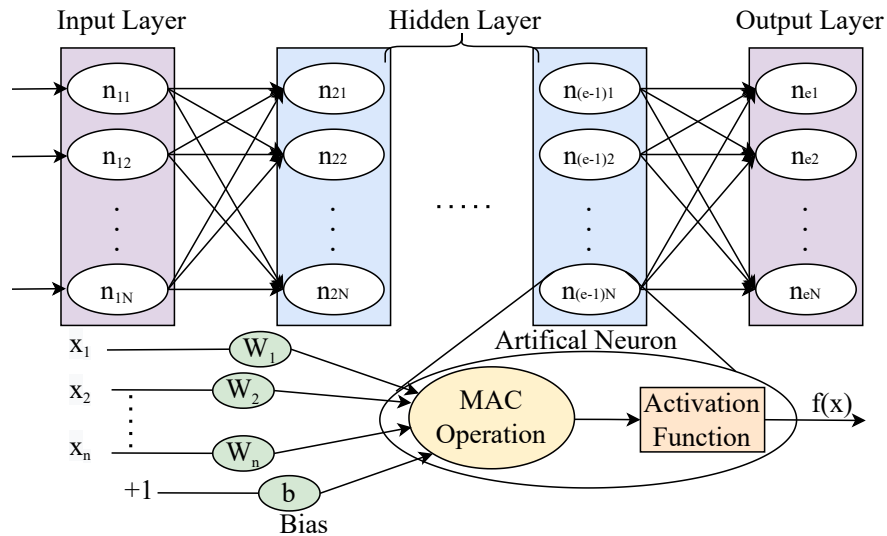 Input Layer Hidden Layer Output Layer
n11 n21 n(e-1)1 ne1
n12 n22 n(e-1)2 ne2
n1N n2N n(e-1)N neN
Artifical Neuron
x1 W1
x2 W2
xn Wn
+1 b
Bias
MAC
Operation
Activation
Function
f(x)